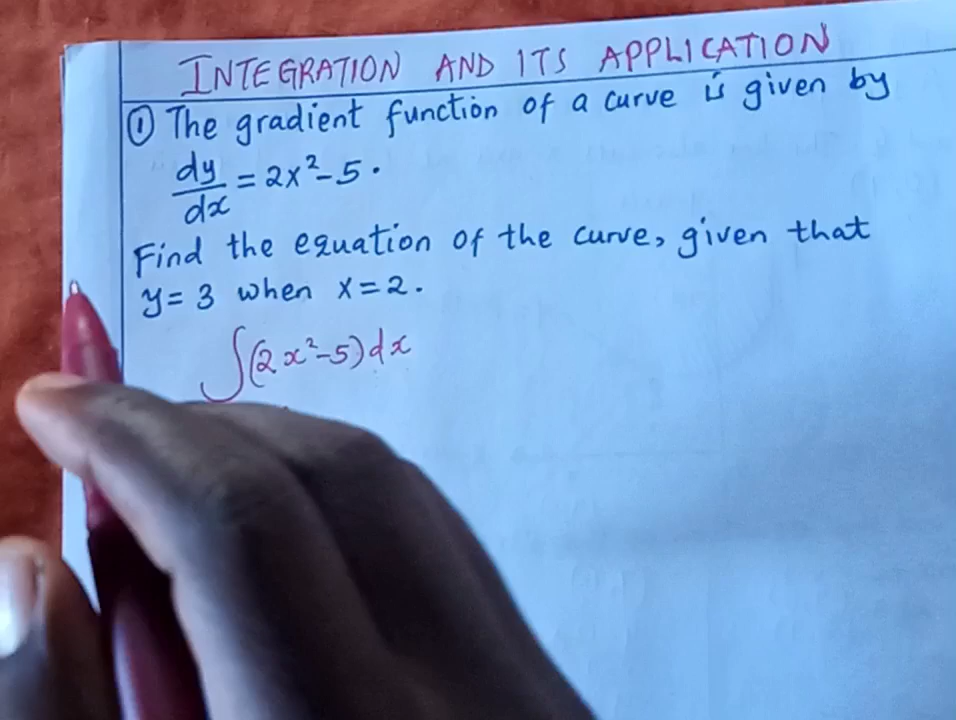 INTEGRATION AND ITS APPLICATION
① The gradient function of a curve is given by
dy/dx = 2x² - 5.
Find the equation of the curve, given that
y = 3 when x = 2.
∫(2x² - 5)dx